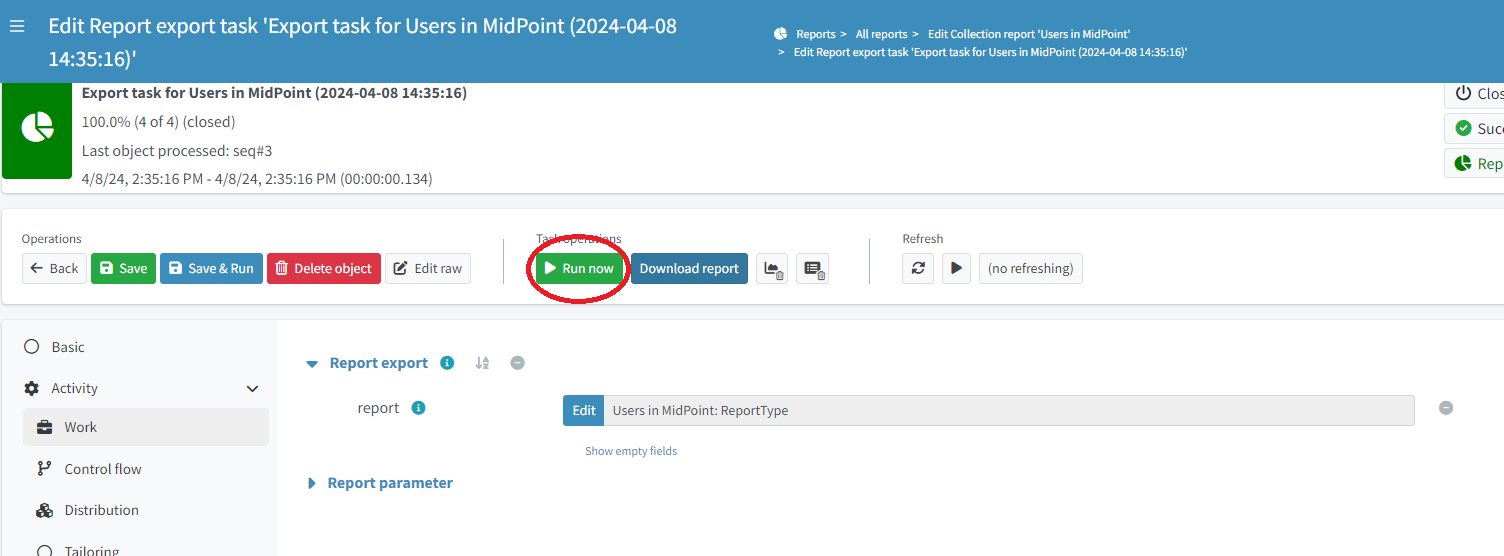 Edit Report export task 'Export task for Users in MidPoint (2024-04-08
14:35:16)'
Reports > All reports > Edit Collection report 'Users in MidPoint'
> Edit Report export task 'Export task for Users in MidPoint (2024-04-08 14:35:16)'
Export task for Users in MidPoint (2024-04-08 14:35:16)
100.0% (4 of 4) (closed)
Last object processed: seq#3
4/8/24, 2:35:16 PM - 4/8/24, 2:35:16 PM (00:00:00.134)
Clos
Suc
Rep
Operations
Back
Save
Save & Run
Delete object
Edit raw
Task operations
Run now
Download report
Refresh
(no refreshing)
Basic
Activity
Work
Control flow
Distribution
Tailoring
Report export
report
Edit
Users in MidPoint: ReportType
Show empty fields
Report parameter